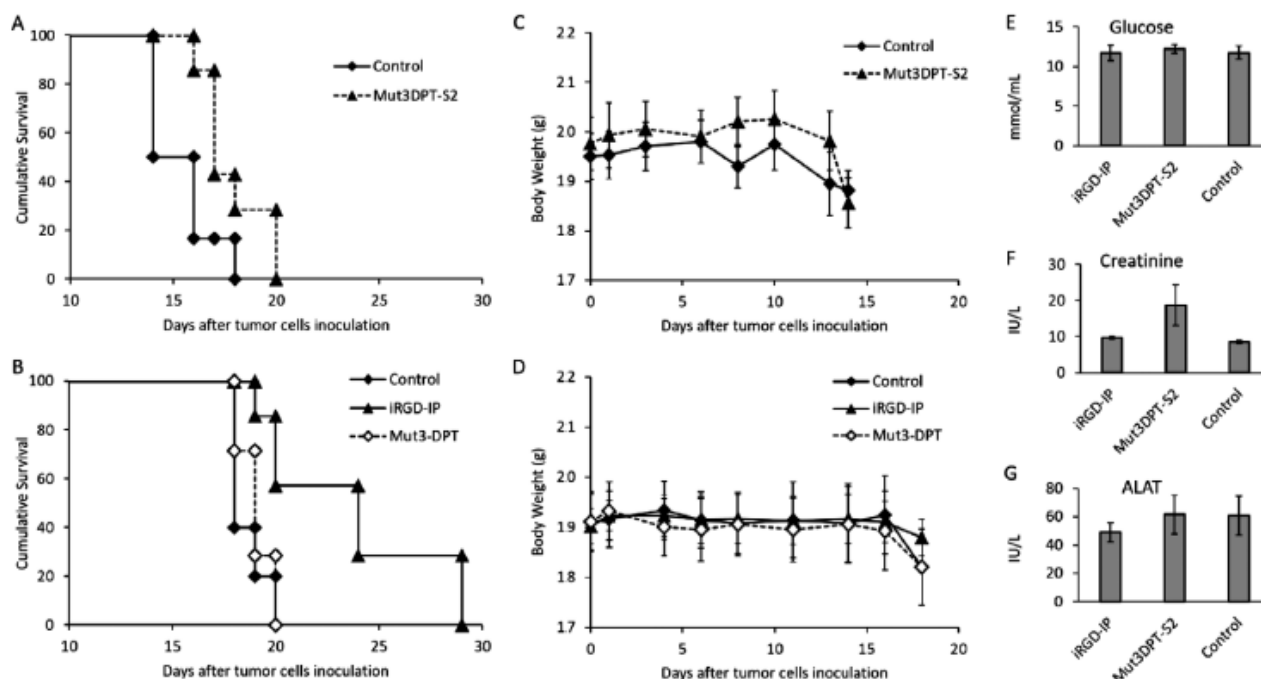 A
100
80
60
40
20
0
Cumulative Survival
Control
Mut3DPT-S2
10 15 20 25 30
Days after tumor cells inoculation
B
100
80
60
40
20
0
Cumulative Survival
Control
iRGD-IP
Mut3-DPT
10 15 20 25 30
Days after tumor cells inoculation
C
22
21
20
19
18
17
Body Weight (g)
Control
Mut3DPT-S2
0 5 10 15 20
Days after tumor cells inoculation
D
22
21
20
19
18
17
Body Weight (g)
Control
iRGD-IP
Mut3-DPT
0 5 10 15 20
Days after tumor cells inoculation
E
Glucose
15
10
5
0
mmol/mL
iRGD-IP
Mut3DPT-S2
Control
F
Creatinine
30
20
10
0
IU/L
iRGD-IP
Mut3DPT-S2
Control
G
ALAT
80
60
40
20
0
IU/L
iRGD-IP
Mut3DPT-S2
Control